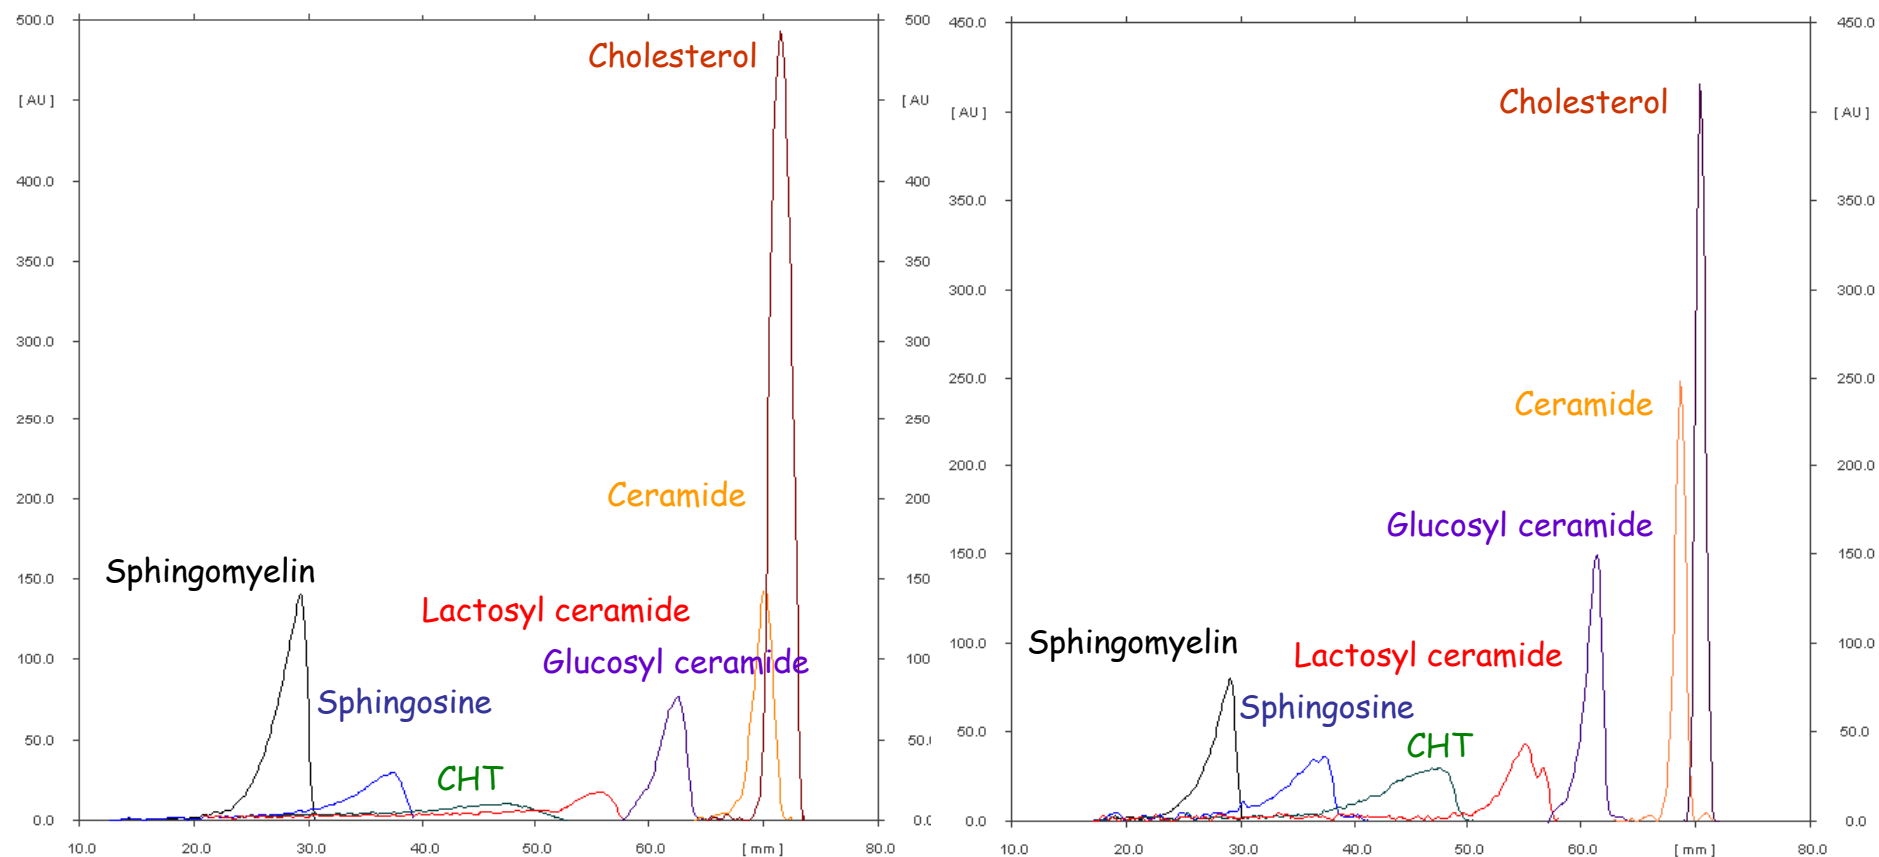 500.0 500
Cholesterol
[ AU ] [ AU
400.0 400
350.0 350
300.0 300
250.0 250
200.0 200
Ceramide
150.0 150
Sphingomyelin
Lactosyl ceramide
100.0 100
Glucosyl ceramide
Sphingosine
50.0 50.
CHT
0.0 0.
10.0 20.0 30.0 40.0 50.0 60.0 [ mm ] 80.0
450.0 450.0
Cholesterol
[ AU ] [ AU ]
350.0 350.0
300.0 300.0
250.0 250.0
Ceramide
200.0 200.0
Glucosyl ceramide
150.0 150.0
Sphingomyelin
100.0 100.0
Lactosyl ceramide
Sphingosine
50.0 50.0
CHT
0.0 0.0
10.0 20.0 30.0 40.0 50.0 60.0 [ mm ] 80.0